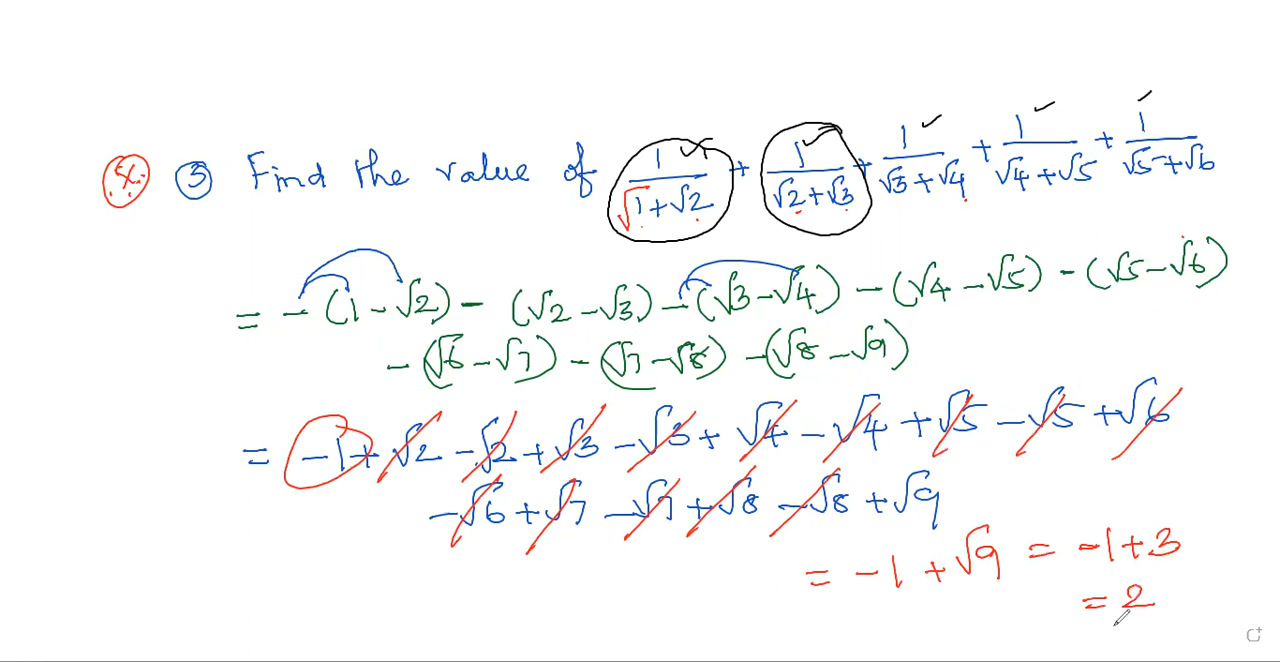 4. ③ Find the value of 1/(√1+√2) + 1/(√2+√3) + 1/(√3+√4) + 1/(√4+√5) + 1/(√5+√6)
= -(1-√2) - (√2-√3) - (√3-√4) - (√4-√5) - (√5-√6)
- (√6-√7) - (√7-√8) - (√8-√9)
= -1+√2 -√2 +√3 -√3 + √4 -√4 +√5 -√5 +√6
-√6 +√7 -√7 +√8 -√8 +√9
= -1+√9 = -1+3
= 2